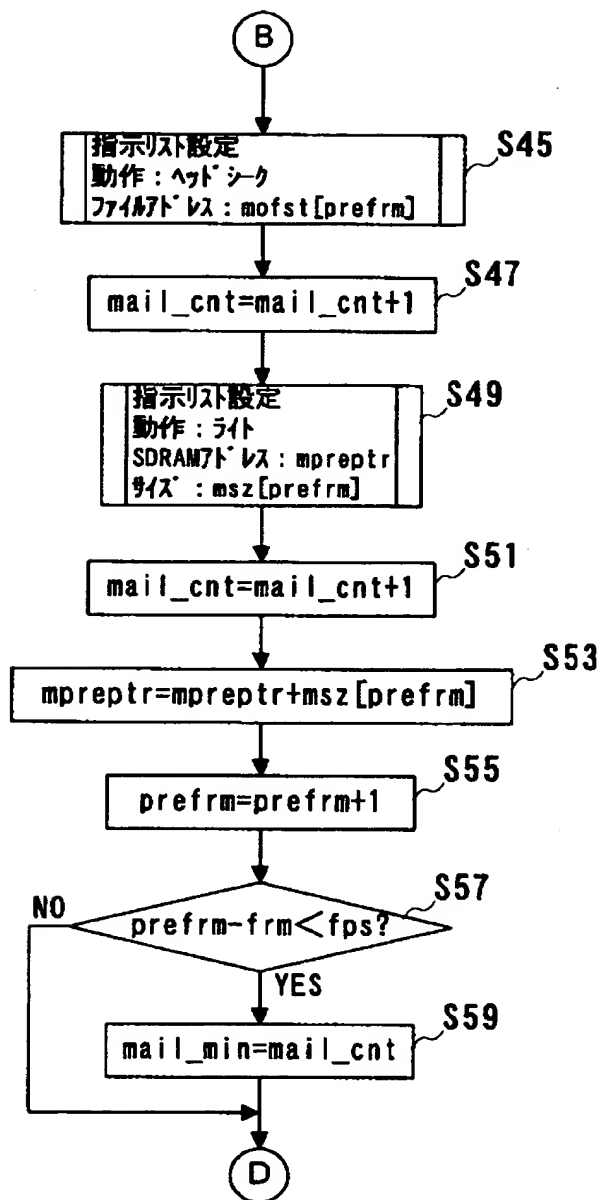 B
指示リスト設定
動作：ヘッドシーク
ファイルアドレス：mofst[prefrm]
S45
mail_cnt=mail_cnt+1
S47
指示リスト設定
動作：ライト
SDRAMアドレス：mpreptr
サイズ：msz[prefrm]
S49
mail_cnt=mail_cnt+1
S51
mpreptr=mpreptr+msz[prefrm]
S53
prefrm=prefrm+1
S55
prefrm-frm<fps?
S57
NO
YES
mail_min=mail_cnt
S59
D